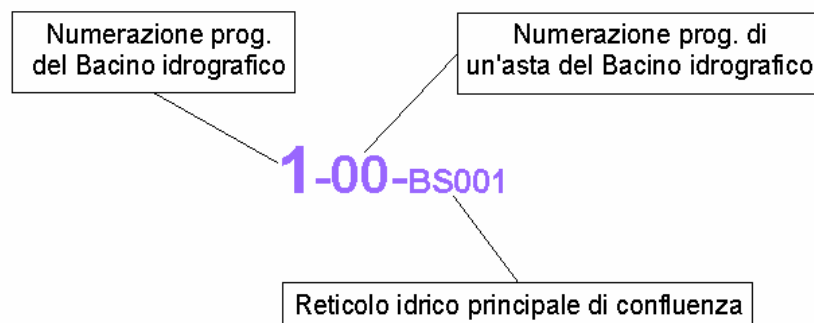 Numerazione prog.
del Bacino idrografico
Numerazione prog. di
un'asta del Bacino idrografico
1-00-BS001
Reticolo idrico principale di confluenza